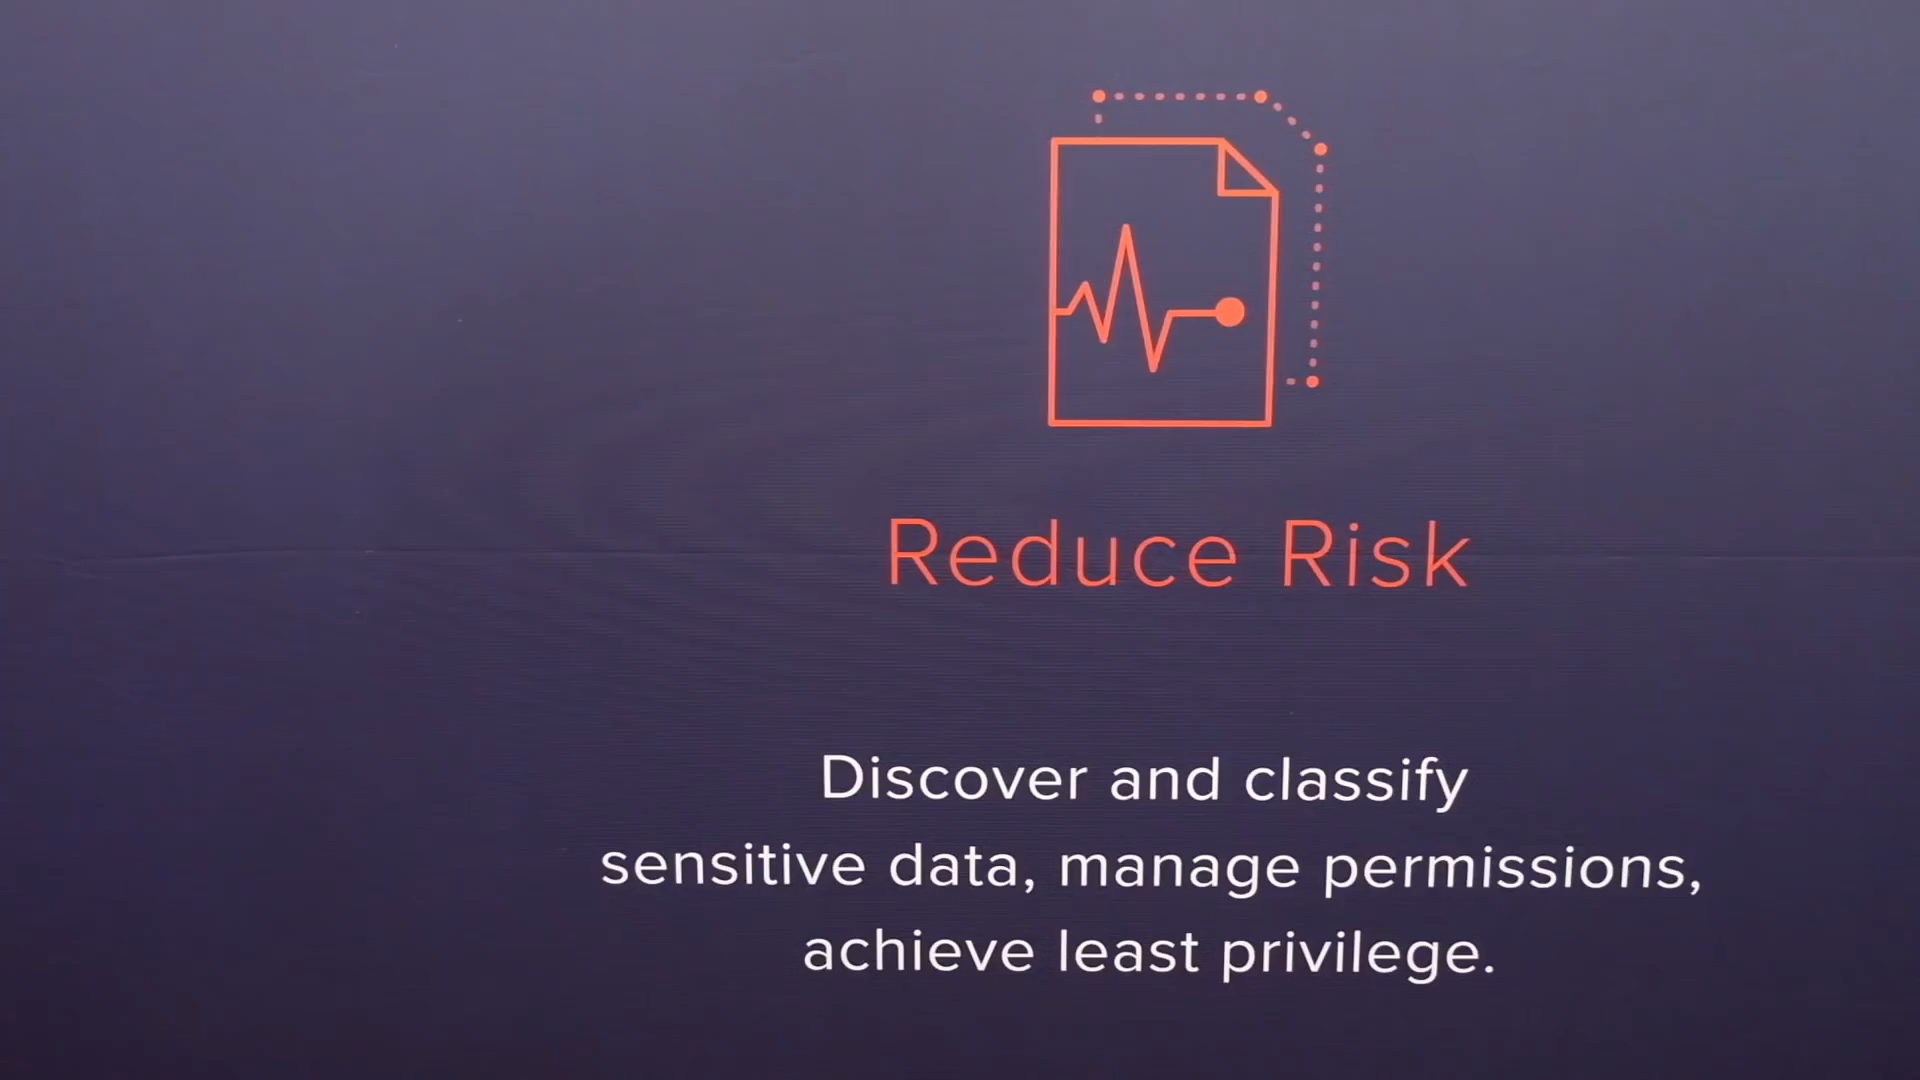 Reduce Risk
Discover and classify
sensitive data, manage permissions,
achieve least privilege.